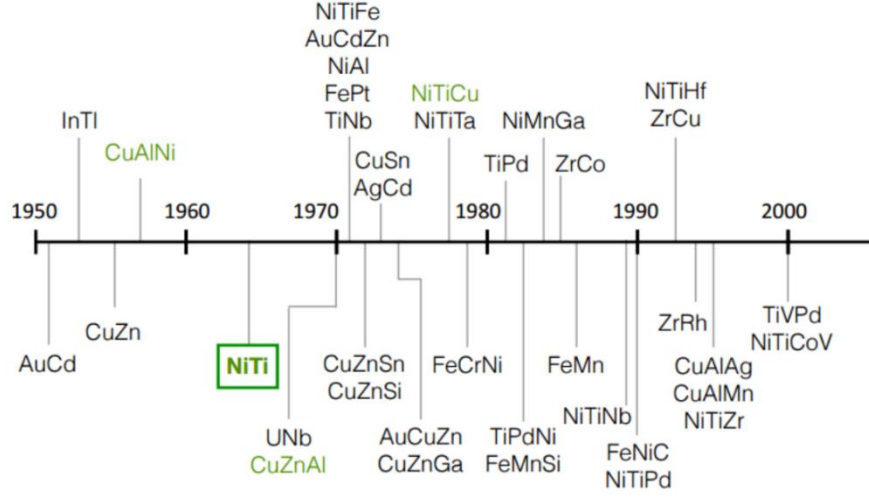 NiTiFe
AuCdZn
NiAl
FePt
TiNb
NiTiCu
NiTiTa
InTl
CuAlNi
CuSn
AgCd
NiMnGa
TiPd
ZrCo
NiTiHf
ZrCu
1950
1960
1970
1980
1990
2000
AuCd
CuZn
NiTi
UNb
CuZnAl
CuZnSn
CuZnSi
AuCuZn
CuZnGa
FeCrNi
TiPdNi
FeMnSi
FeMn
NiTiNb
FeNiC
NiTiPd
ZrRh
CuAlAg
CuAlMn
NiTiZr
TiVPd
NiTiCoV